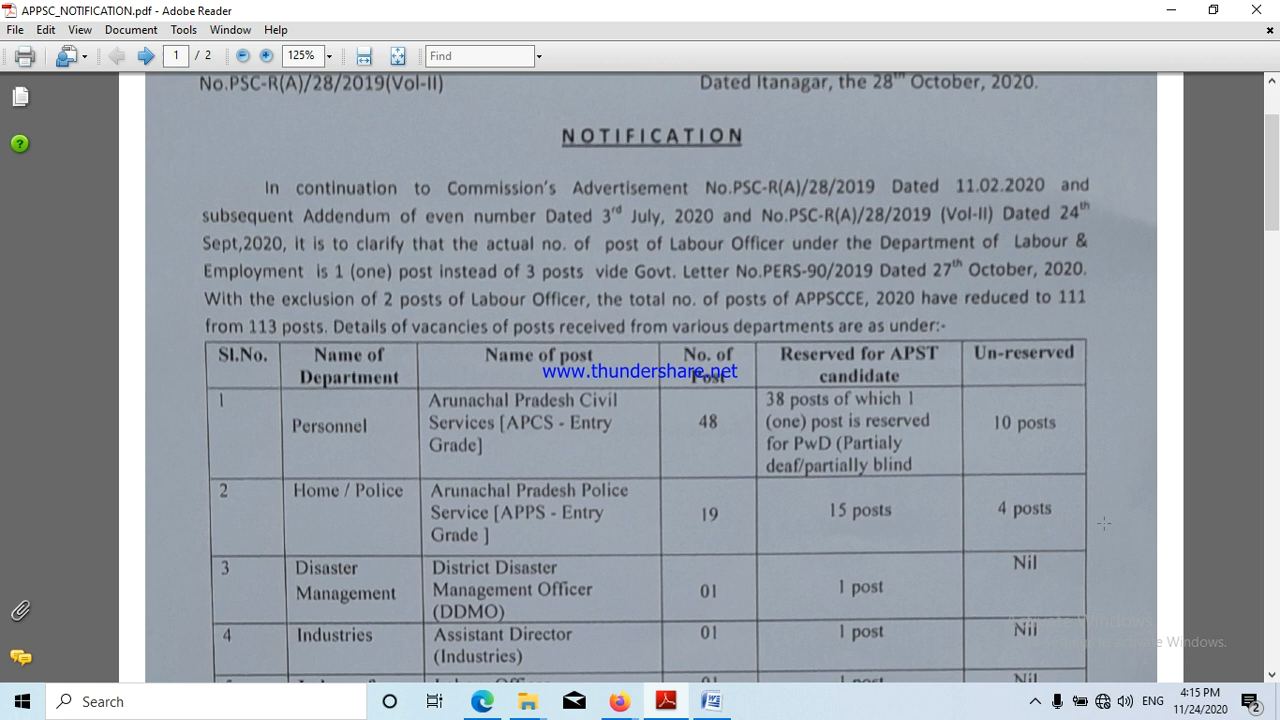 APPSC_NOTIFICATION.pdf - Adobe Reader
File Edit View Document Tools Window Help
1 / 2 125% Find
No.PSC-R(A)/28/2019(Vol-II) Dated Itanagar, the 28th October, 2020.
NOTIFICATION
In continuation to Commission's Advertisement No.PSC-R(A)/28/2019 Dated 11.02.2020 and
subsequent Addendum of even number Dated 3rd July, 2020 and No.PSC-R(A)/28/2019 (Vol-II) Dated 24th
Sept,2020, it is to clarify that the actual no. of post of Labour Officer under the Department of Labour &
Employment is 1 (one) post instead of 3 posts vide Govt. Letter No.PERS-90/2019 Dated 27th October, 2020.
With the exclusion of 2 posts of Labour Officer, the total no. of posts of APPSCCE, 2020 have reduced to 111
from 113 posts. Details of vacancies of posts received from various departments are as under:-
Sl.No. Name of Name of post No. of Reserved for APST Un-reserved
Department Post candidate
www.thundershare.net
1 Arunachal Pradesh Civil 38 posts of which 1
Personnel Services [APCS - Entry 48 (one) post is reserved 10 posts
Grade] for PwD (Partialy
deaf/partially blind
2 Home / Police Arunachal Pradesh Police
Service [APPS - Entry 19 15 posts 4 posts
Grade ]
3 Disaster District Disaster Nil
Management Management Officer 01 1 post
(DDMO)
4 Industries Assistant Director 01 1 post Nil
(Industries)
01 1 post Nil
Activate Windows
to activate Windows.
Search
ENG
4:15 PM
11/24/2020
2